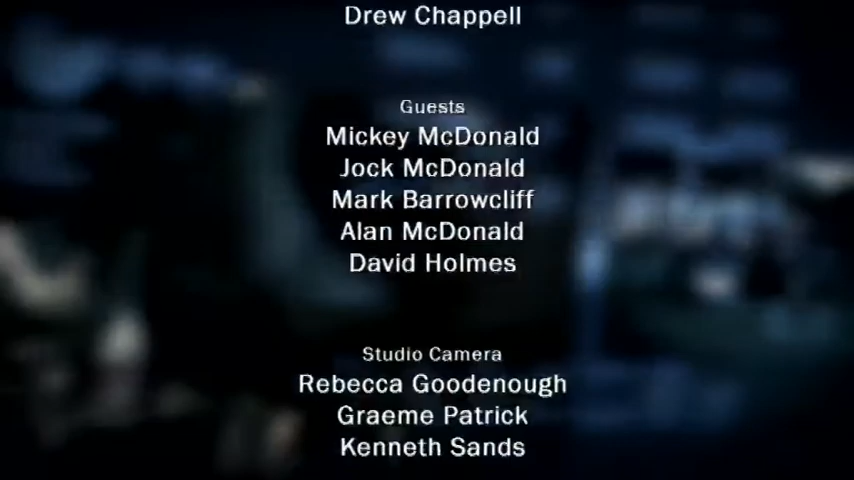 Drew Chappell
Guests
Mickey McDonald
Jock McDonald
Mark Barrowcliff
Alan McDonald
David Holmes
Studio Camera
Rebecca Goodenough
Graeme Patrick
Kenneth Sands